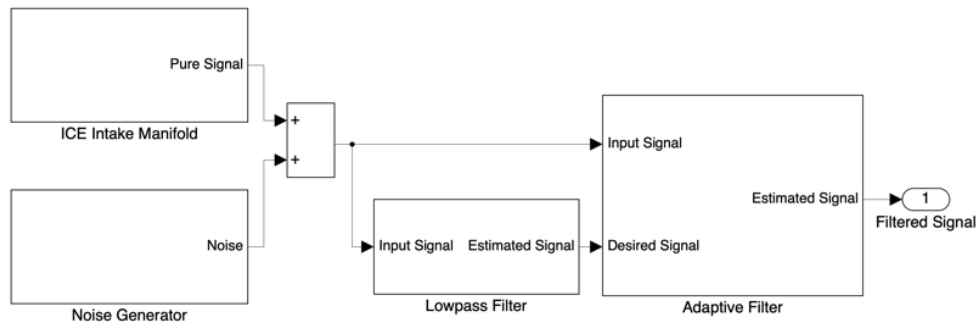 Pure Signal
ICE Intake Manifold
+
+
Noise
Noise Generator
Input Signal
Estimated Signal
Lowpass Filter
Input Signal
Desired Signal
Estimated Signal
Adaptive Filter
1
Filtered Signal